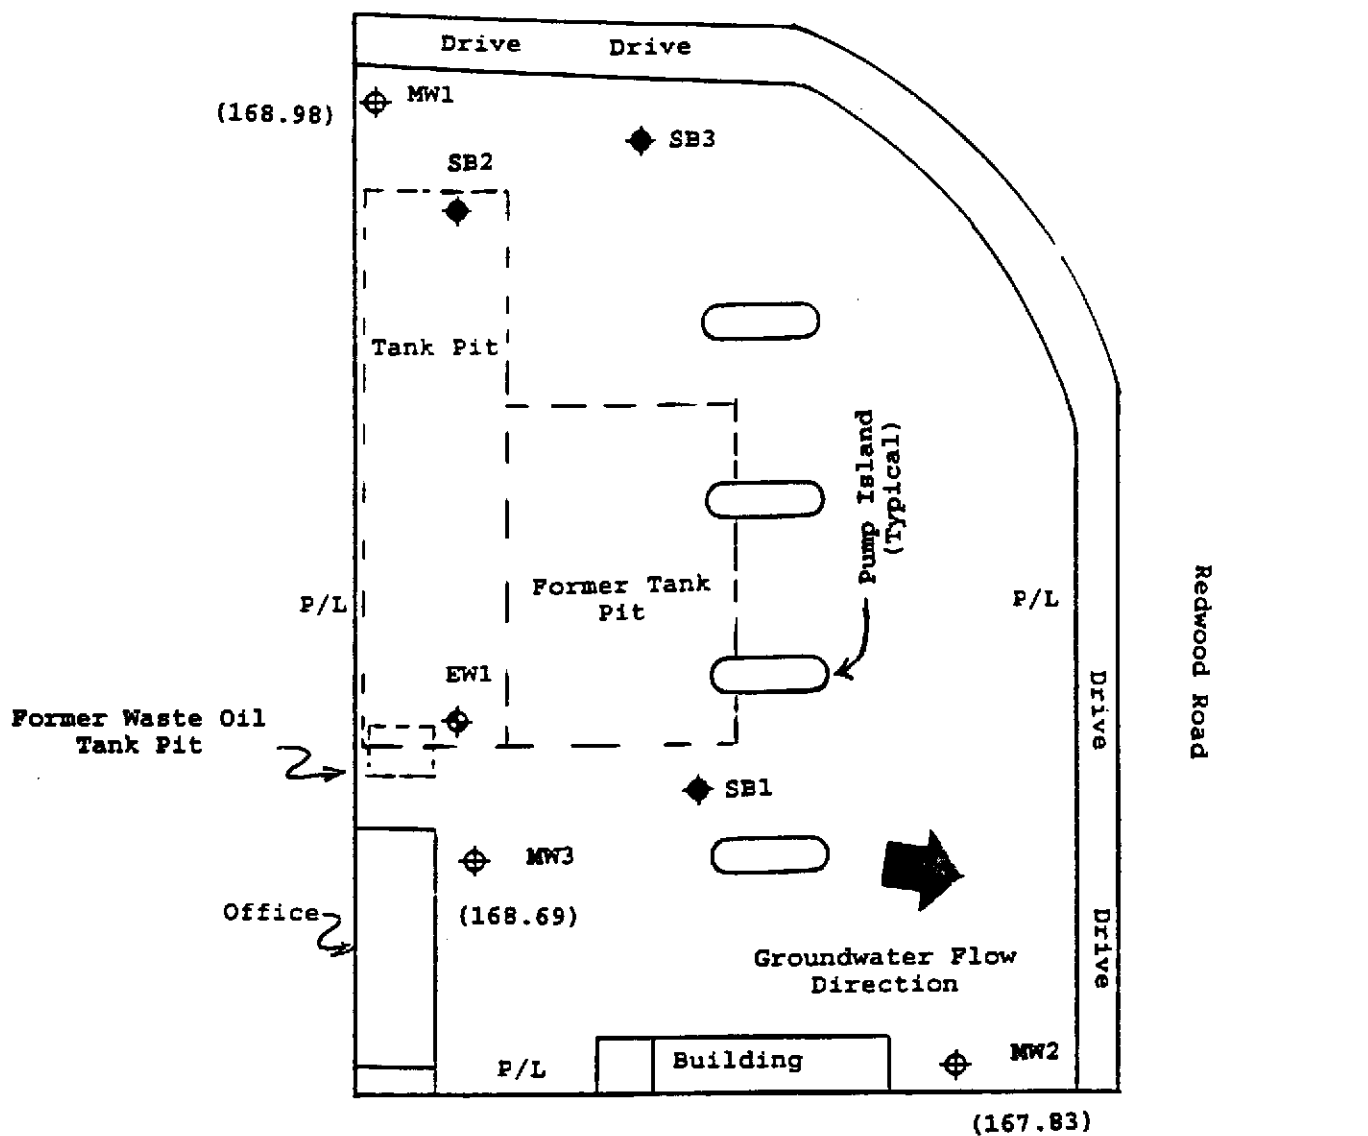 Drive
Drive
MW1
(168.98)
SB3
SB2
Tank Pit
Pump Island
(Typical)
Former Tank
Pit
P/L
P/L
Redwood Road
EW1
Drive
Former Waste Oil
Tank Pit
SB1
MW3
Office
(168.69)
Drive
Groundwater Flow
Direction
MW2
Building
P/L
(167.83)